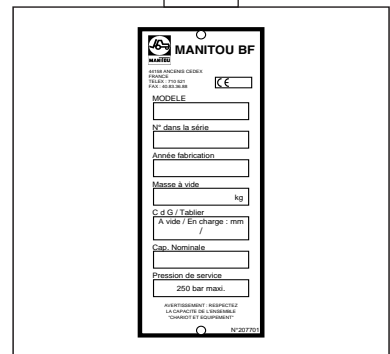 MANITOU
MANITOU BF
44158 ANCENIS CEDEX
FRANCE
TELEX : 710 521
FAX : 40.83.36.88
CE
MODELE
N° dans la série
Année fabrication
Masse à vide
kg
C d G / Tablier
A vide / En charge : mm
/
Cap. Nominale
Pression de service
250 bar maxi.
AVERTISSEMENT : RESPECTEZ
LA CAPACITE DE L'ENSEMBLE
"CHARIOT ET EQUIPEMENT"
N°207701